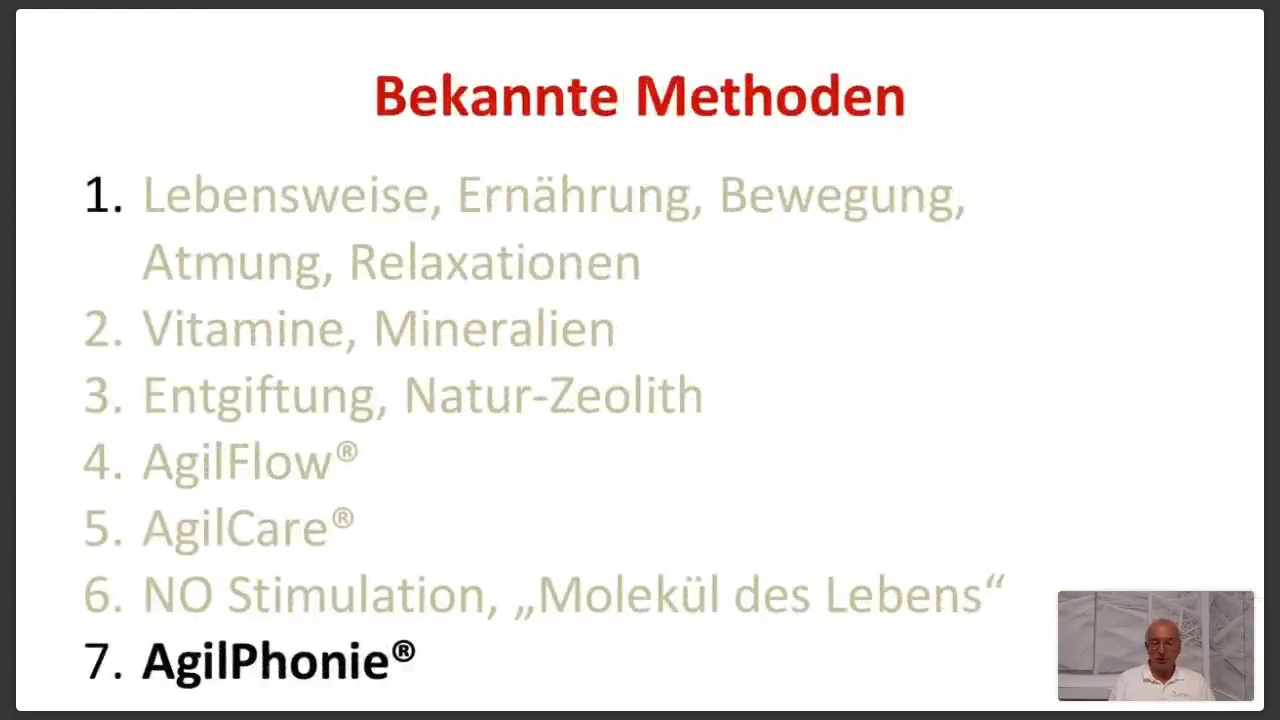 Bekannte Methoden
1. Lebensweise, Ernährung, Bewegung,
Atmung, Relaxationen
2. Vitamine, Mineralien
3. Entgiftung, Natur-Zeolith
4. AgilFlow®
5. AgilCare®
6. NO Stimulation, „Molekül des Lebens“
7. AgilPhonie®